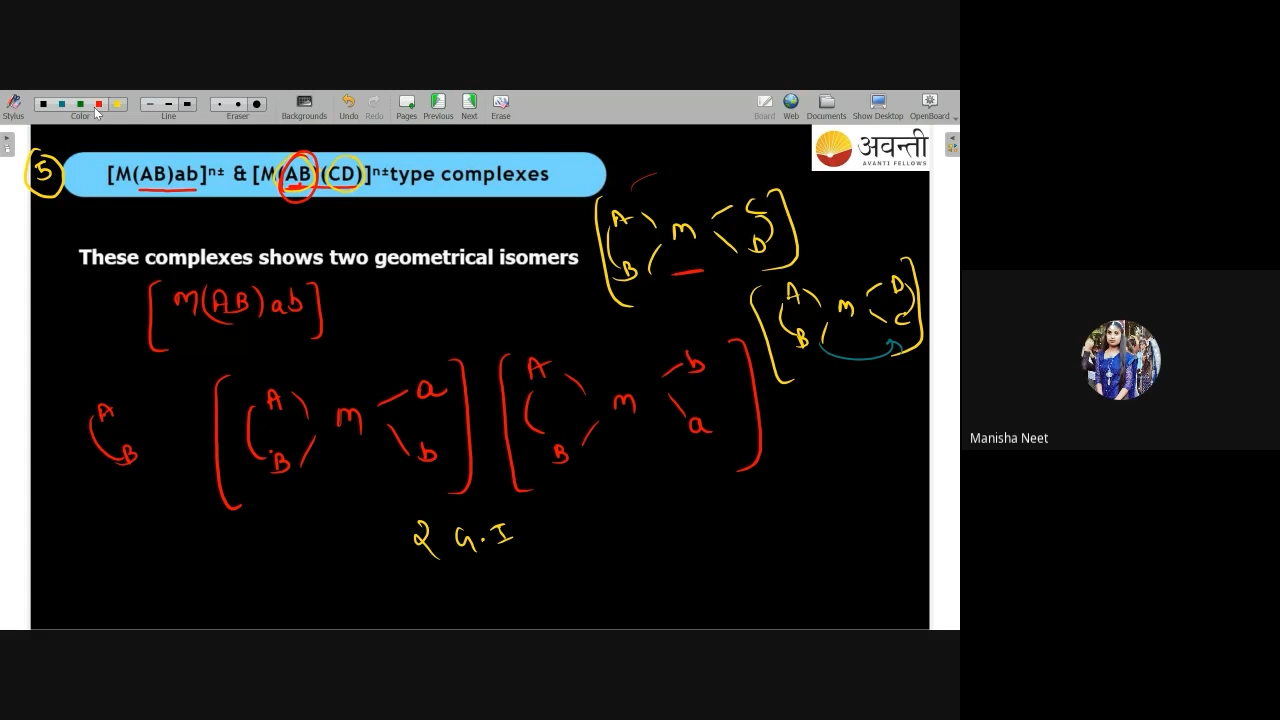 Stylus
Color
Line
Eraser
Backgrounds
Undo
Redo
Pages
Previous
Next
Erase
Board
Web
Documents
Show Desktop
OpenBoard
अवन्ती
AVANTI FELLOWS
5
[M(AB)ab]ⁿ± & [M(AB)(CD)]ⁿ±type complexes
These complexes shows two geometrical isomers
[M(AB)ab]
A
B
[A B M a b]
[A B M b a]
[A B M C D]
[A B M D C]
2 G.I
Manisha Neet